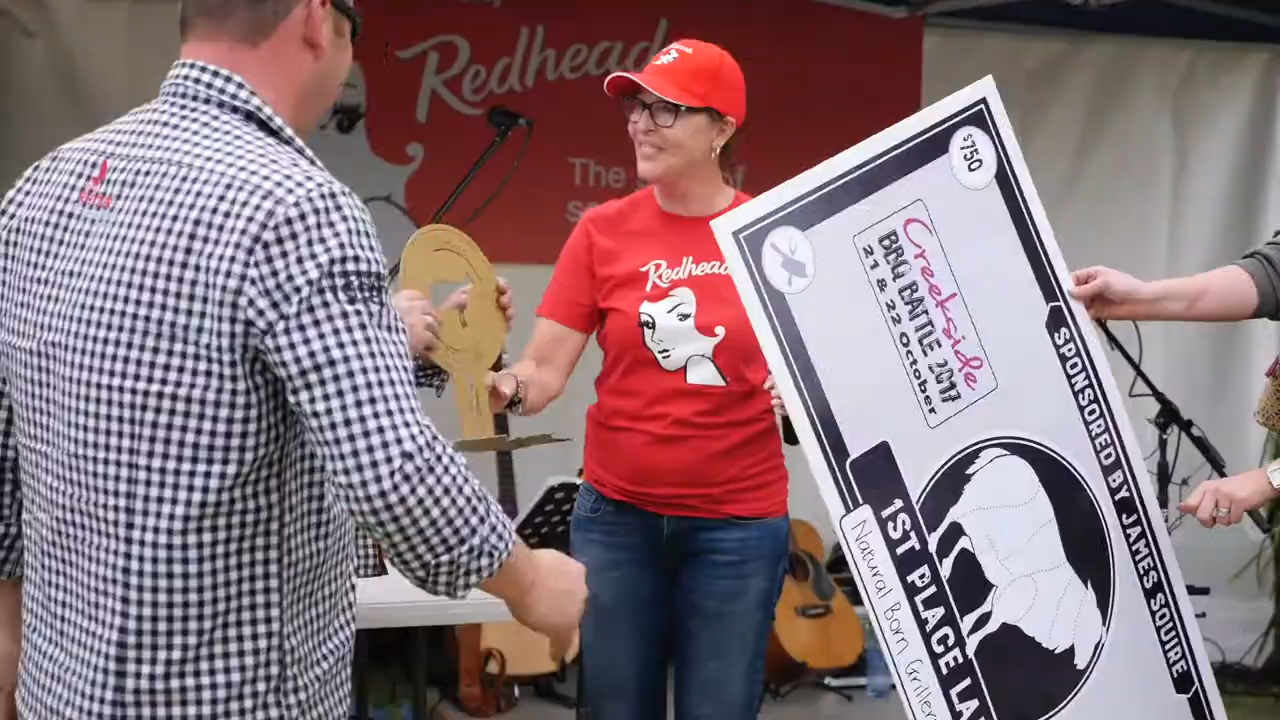 Redhead
The
Redhead
$750
Creekside
BBQ BATTLE 2017
21 & 22 October
SPONSORED BY JAMES SQUIRE
1ST PLACE LA
Natural Born Griller